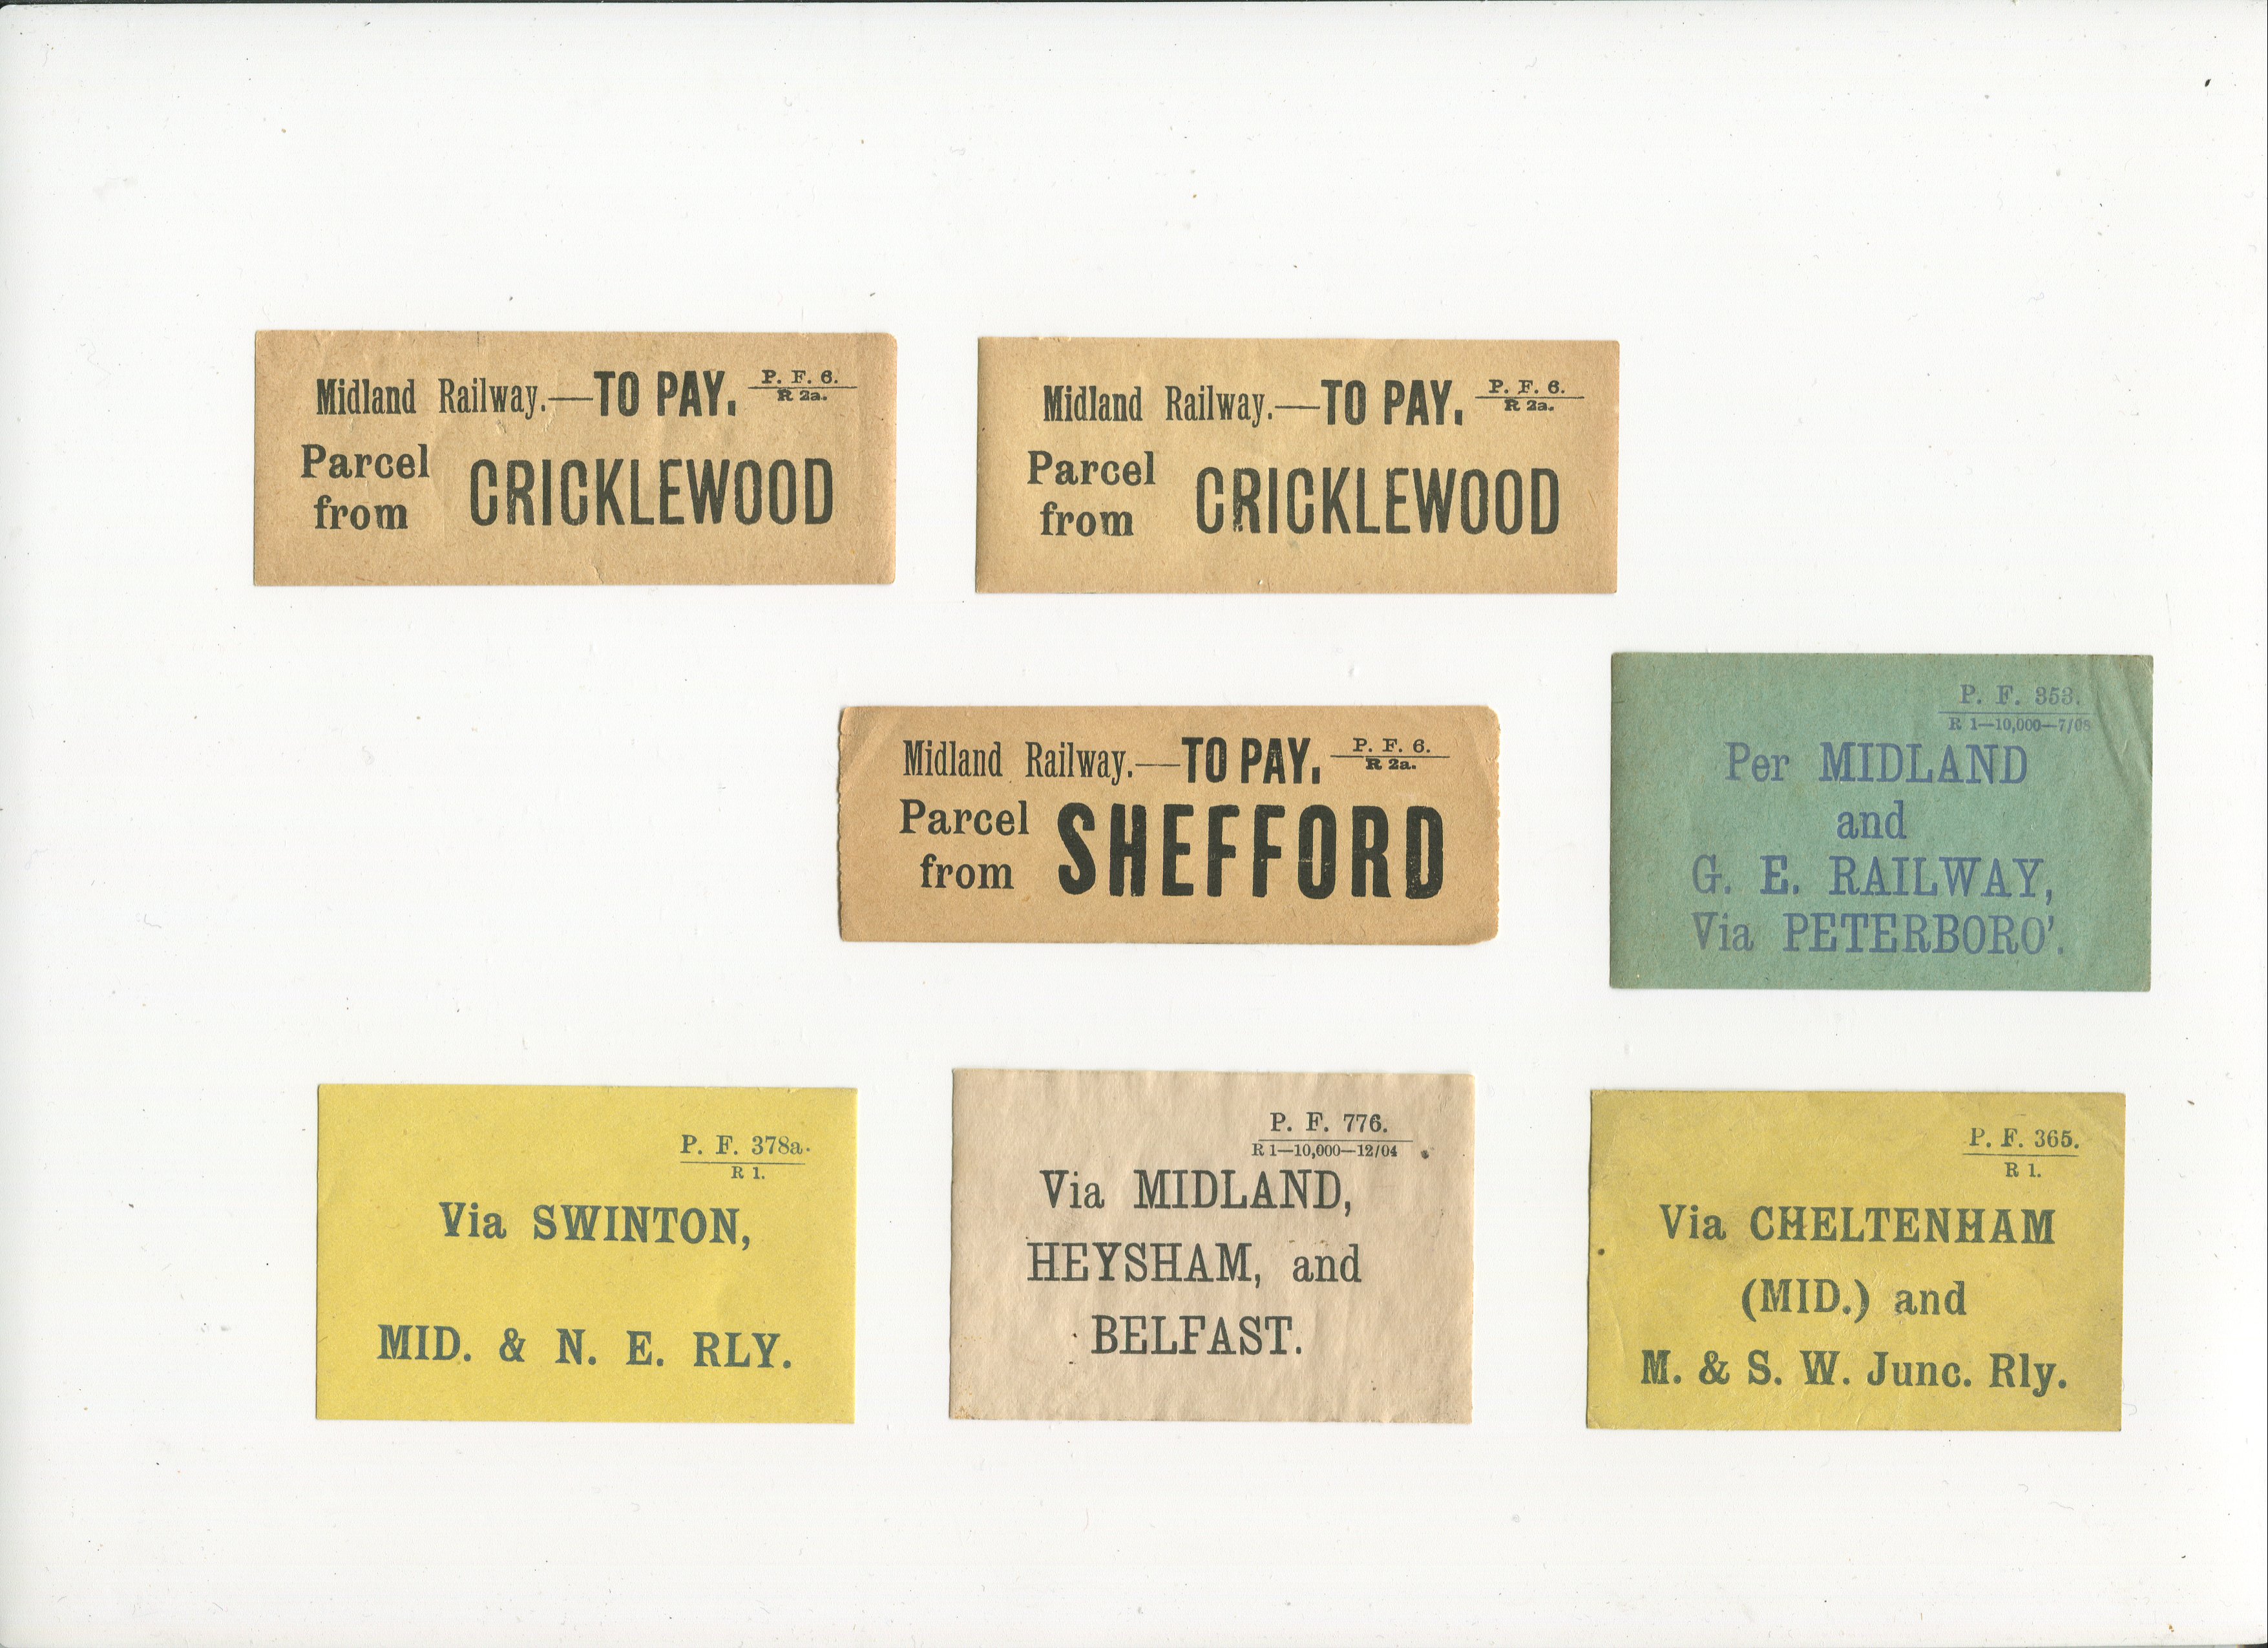 Midland Railway.—TO PAY. P. F. 6.
R 2a.
Parcel
from CRICKLEWOOD
Midland Railway.—TO PAY. P. F. 6.
R 2a.
Parcel
from CRICKLEWOOD
Midland Railway.—TO PAY. P. F. 6.
R 2a.
Parcel
from SHEFFORD
P. F. 353.
R 1—10,000—7/08
Per MIDLAND
and
G. E. RAILWAY,
Via PETERBORO'.
P. F. 378a.
R 1.
Via SWINTON,
MID. & N. E. RLY.
P. F. 776.
R 1—10,000—12/04
Via MIDLAND,
HEYSHAM, and
BELFAST.
P. F. 365.
R 1.
Via CHELTENHAM
(MID.) and
M. & S. W. Junc. Rly.